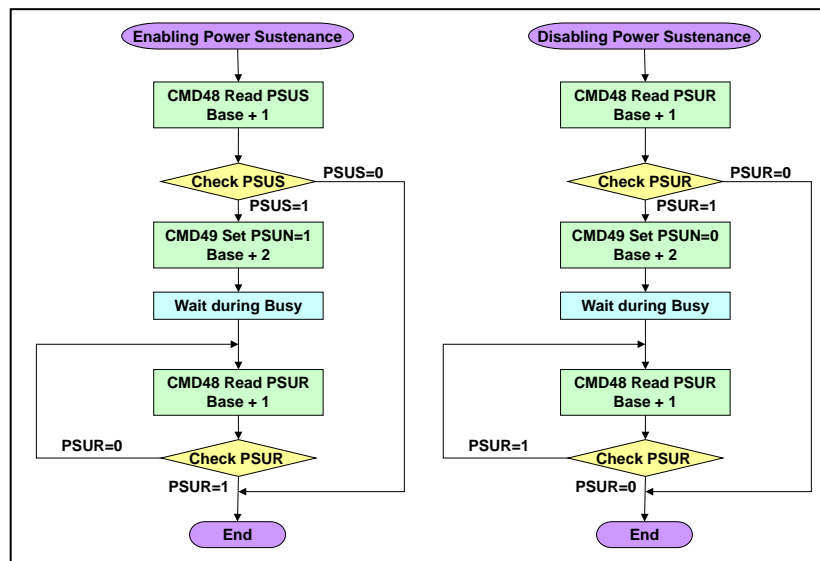 Enabling Power Sustenance
CMD48 Read PSUS
Base + 1
Check PSUS
PSUS=0
PSUS=1
CMD49 Set PSUN=1
Base + 2
Wait during Busy
CMD48 Read PSUR
Base + 1
PSUR=0
Check PSUR
PSUR=1
End
Disabling Power Sustenance
CMD48 Read PSUR
Base + 1
Check PSUR
PSUR=0
PSUR=1
CMD49 Set PSUN=0
Base + 2
Wait during Busy
CMD48 Read PSUR
Base + 1
PSUR=1
Check PSUR
PSUR=0
End